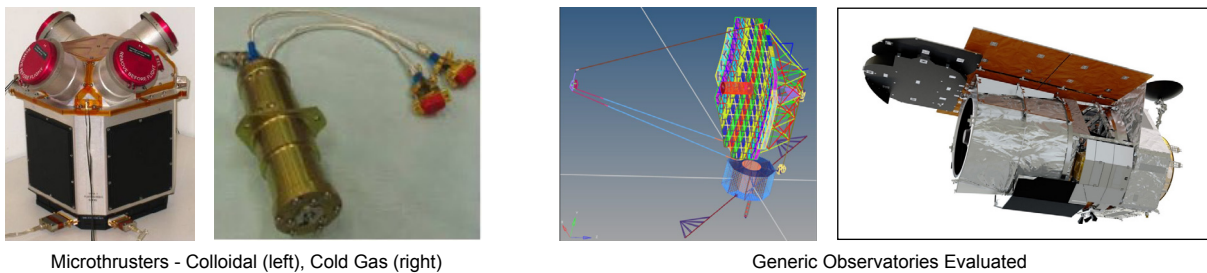 Microthrusters - Colloidal (left), Cold Gas (right)
Generic Observatories Evaluated